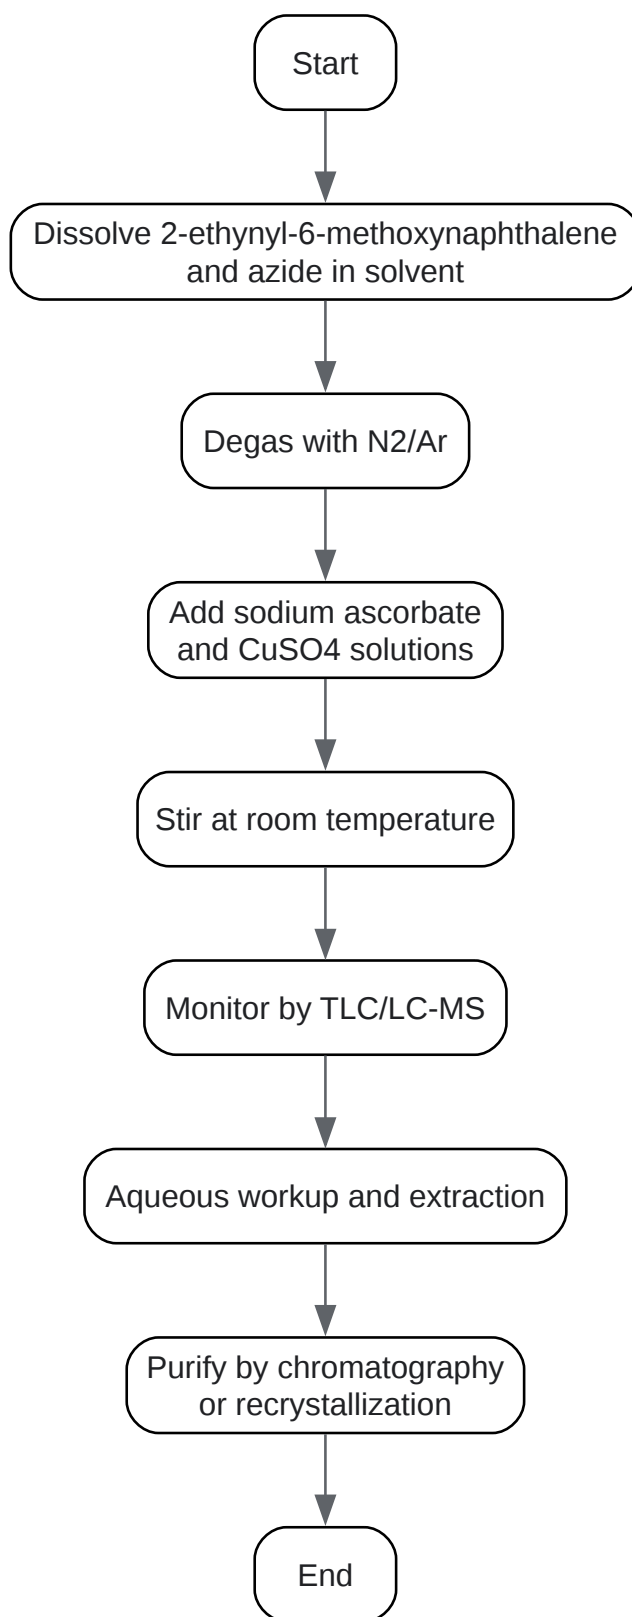 Start
Dissolve 2-ethynyl-6-methoxynaphthalene
and azide in solvent
Degas with N2/Ar
Add sodium ascorbate
and CuSO4 solutions
Stir at room temperature
Monitor by TLC/LC-MS
Aqueous workup and extraction
Purify by chromatography
or recrystallization
End